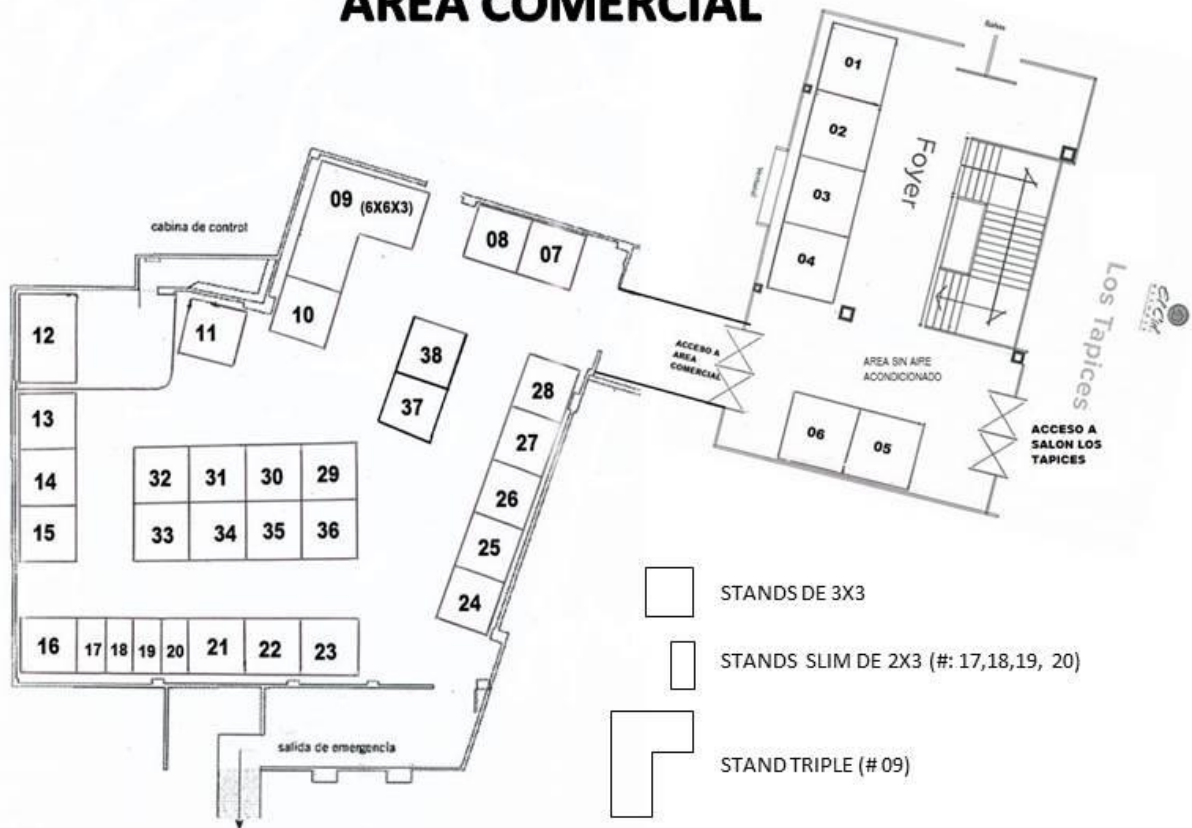 AREA COMERCIAL
01
02
03
04
Foyer
Los Tapices
09 (6X6X3)
cabina de control
08
07
10
11
12
38
37
ACCESO A
AREA
COMERCIAL
AREA SIN AIRE
ACONDICIONADO
06
05
ACCESO A
SALON LOS
TAPICES
28
27
26
25
24
13
14
15
32
31
30
29
33
34
35
36
16
17
18
19
20
21
22
23
salida de emergencia
STANDS DE 3X3
STANDS SLIM DE 2X3 (#: 17,18,19, 20)
STAND TRIPLE (# 09)